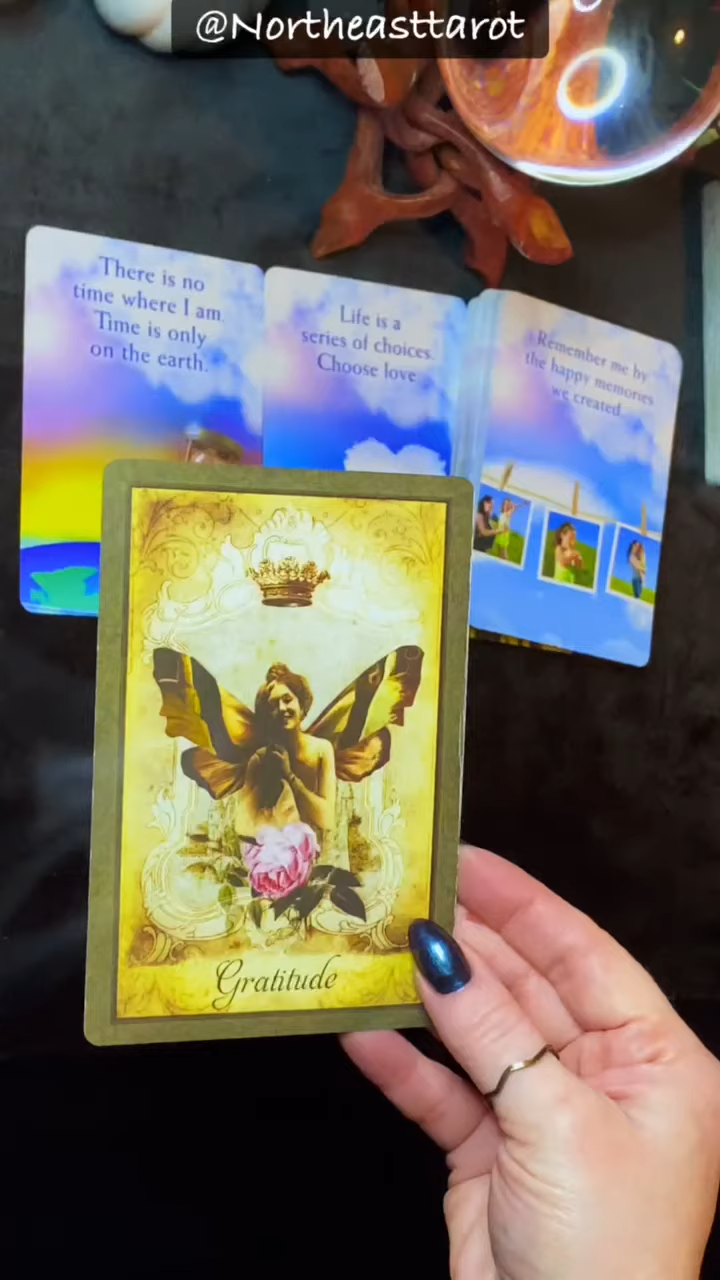 @Northeasttarot
There is no
time where I am.
Time is only
on the earth.
Life is a
series of choices.
Choose love
Remember me by
the happy memories
we created
Gratitude